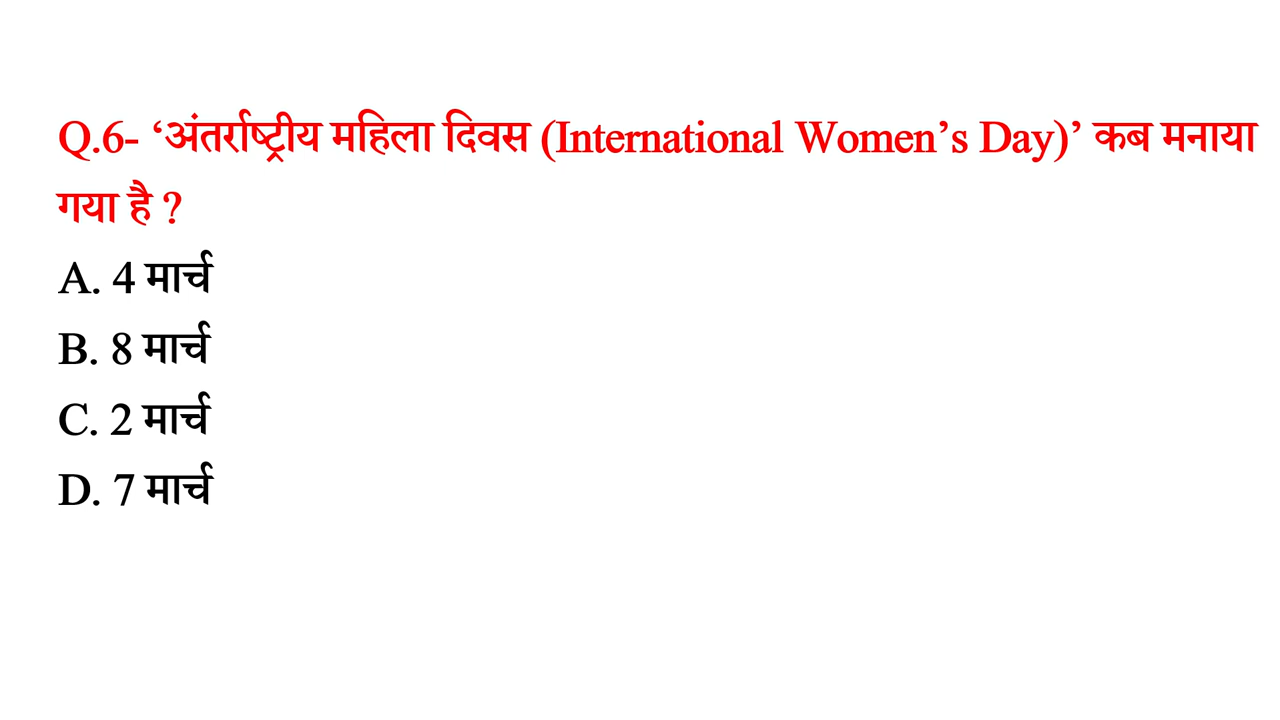 Q.6- ‘अंतर्राष्ट्रीय महिला दिवस (International Women’s Day)’ कब मनाया
गया है ?
A. 4 मार्च
B. 8 मार्च
C. 2 मार्च
D. 7 मार्च